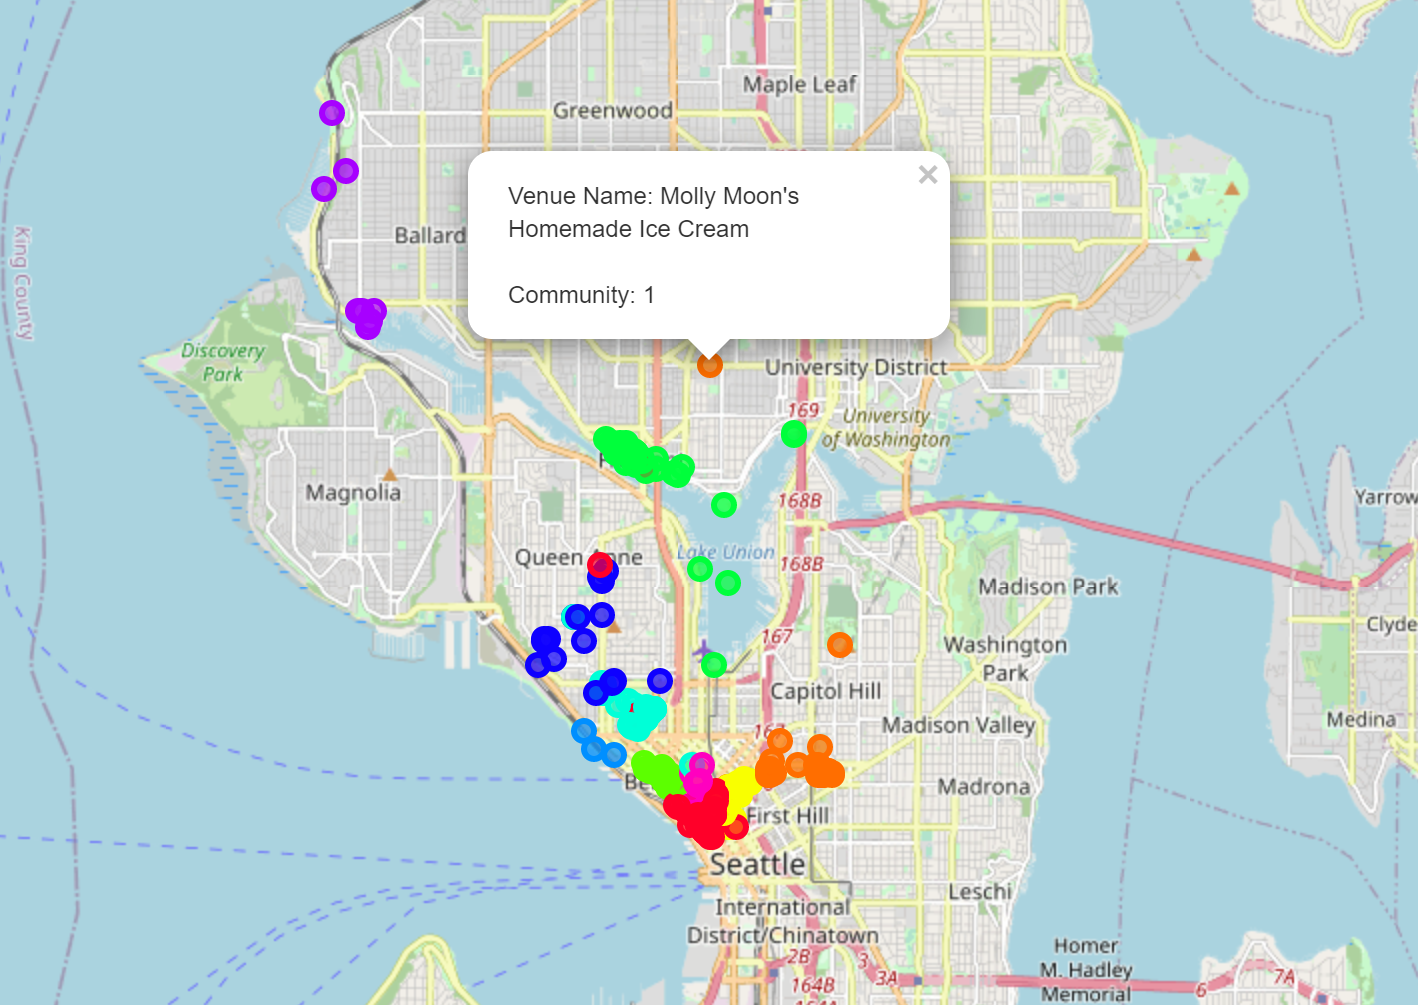 Maple Leaf
Greenwood
Venue Name: Molly Moon's
Homemade Ice Cream
Community: 1
×
King County
Ballard
Discovery
Park
University District
169
University
of Washington
Magnolia
168B
Yarrow
Queen Anne
Lake Union
168B
Madison Park
Clyde
167
Washington
Park
Capitol Hill
Medina
Madison Valley
Madrona
First Hill
Seattle
Leschi
International
District/Chinatown
Homer
M. Hadley
Memorial
2B
3
3A
164B
6
7A